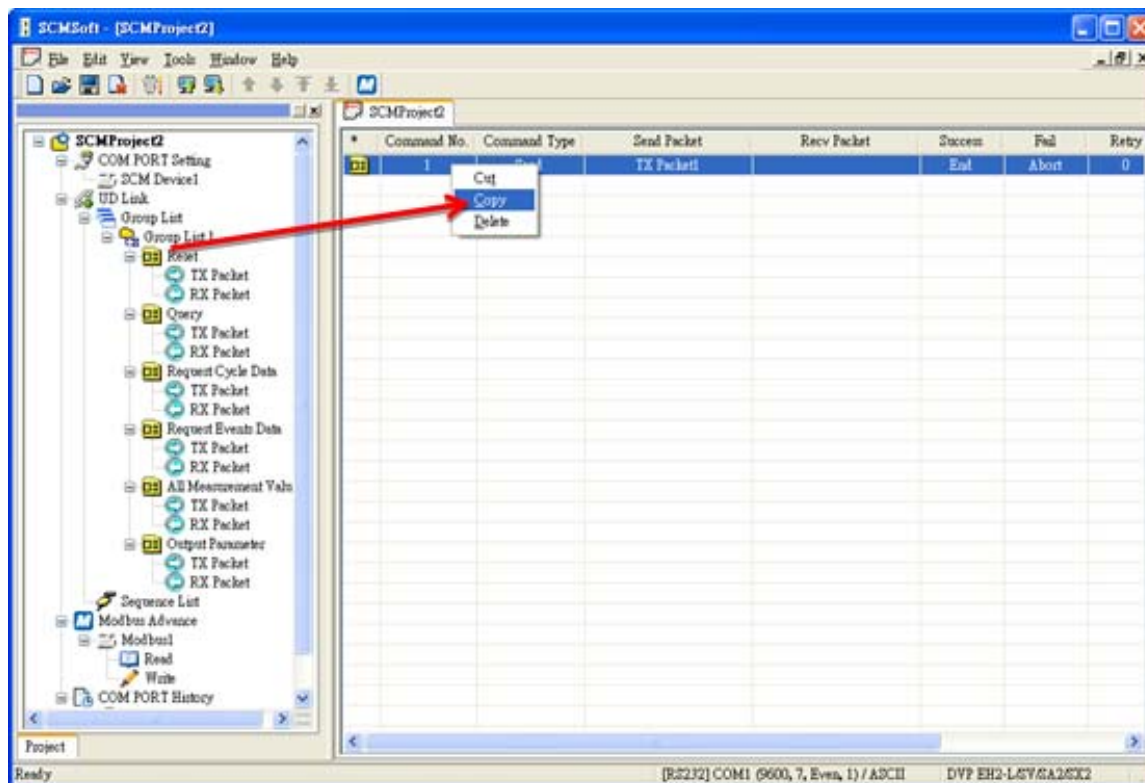 SCMSoft - [SCMProject2]
File Edit View Tools Window Help
SCMProject2
COM PORT Setting
SCM Device1
UD Link
Group List
Group List 1
Reset
TX Packet
RX Packet
Query
TX Packet
RX Packet
Request Cycle Data
TX Packet
RX Packet
Request Events Data
TX Packet
RX Packet
All Measurement Valu
TX Packet
RX Packet
Output Parameter
TX Packet
RX Packet
Sequence List
Modbus Advance
Modbus1
Read
Write
COM PORT History
Project
SCMProject2
* Command No. Command Type Send Packet Recv Packet Success Fail Retry
1 TX Packet1 End Abort 0
Cut
Copy
Delete
Ready [RS232] COM1 (9600, 7, Even, 1) / ASCII DVP EH2-L/SV/SA2/SX2